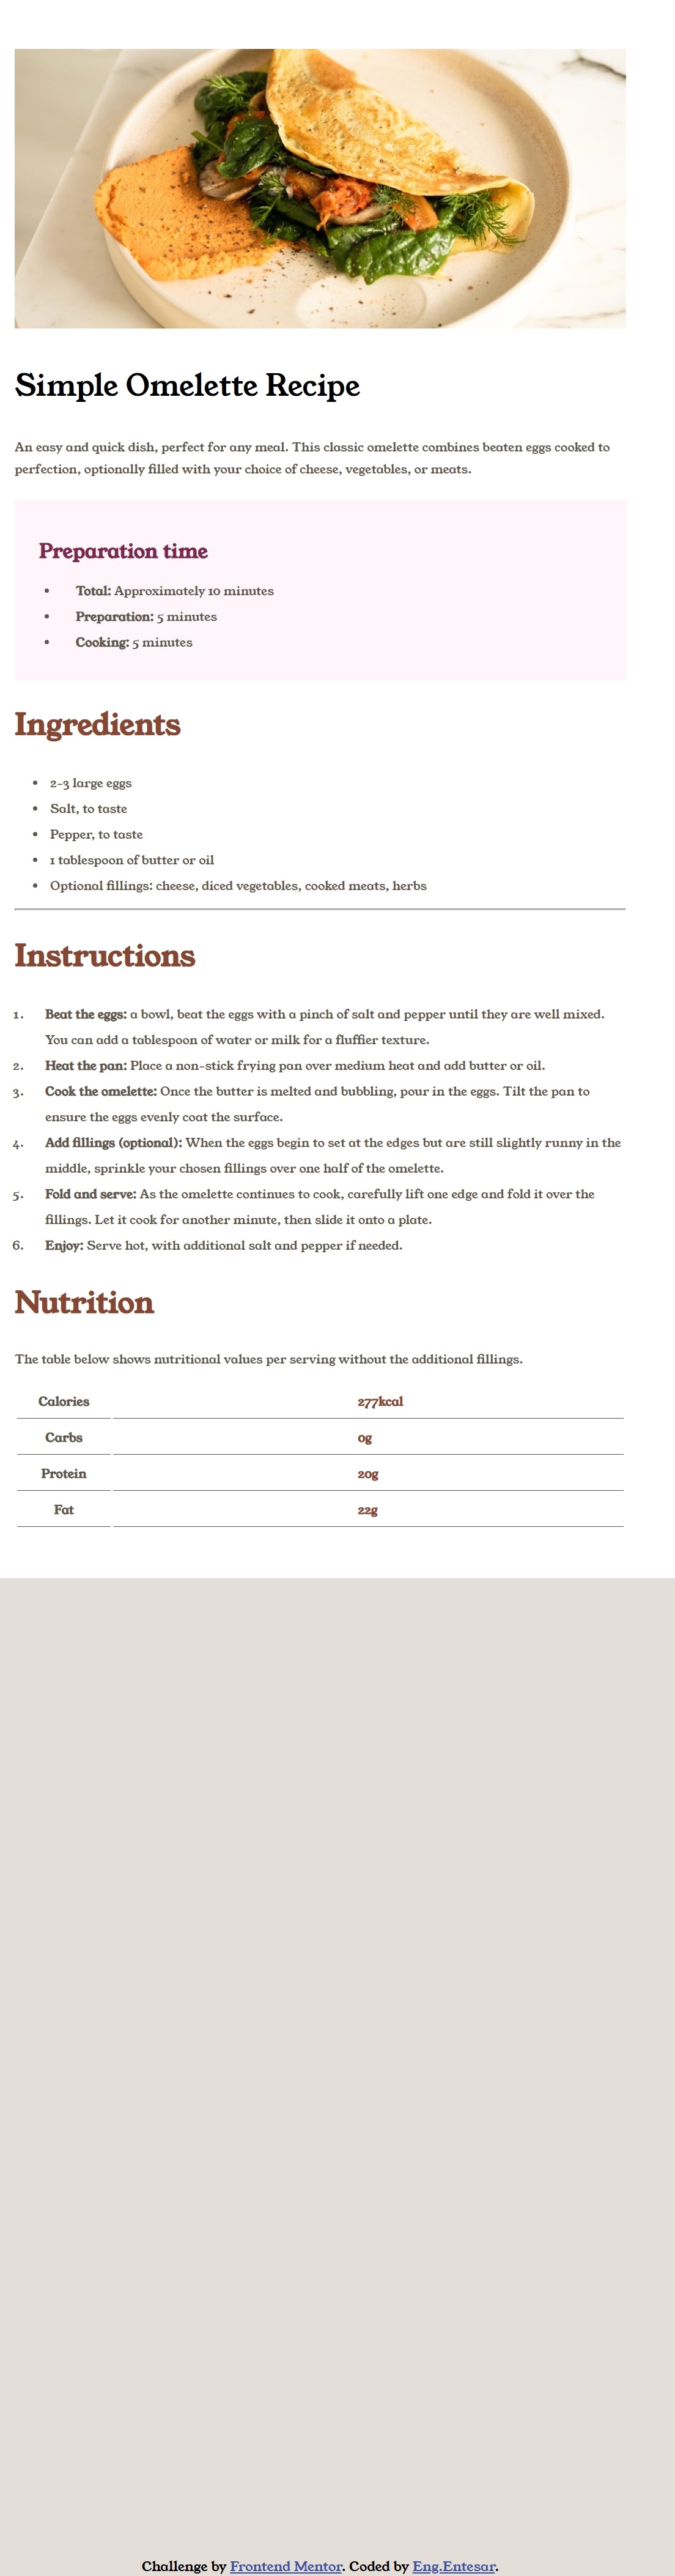 Simple Omelette Recipe
An easy and quick dish, perfect for any meal. This classic omelette combines beaten eggs cooked to
perfection, optionally filled with your choice of cheese, vegetables, or meats.
Preparation time
• Total: Approximately 10 minutes
• Preparation: 5 minutes
• Cooking: 5 minutes
Ingredients
• 2-3 large eggs
• Salt, to taste
• Pepper, to taste
• 1 tablespoon of butter or oil
• Optional fillings: cheese, diced vegetables, cooked meats, herbs
Instructions
1. Beat the eggs: a bowl, beat the eggs with a pinch of salt and pepper until they are well mixed.
You can add a tablespoon of water or milk for a fluffier texture.
2. Heat the pan: Place a non-stick frying pan over medium heat and add butter or oil.
3. Cook the omelette: Once the butter is melted and bubbling, pour in the eggs. Tilt the pan to
ensure the eggs evenly coat the surface.
4. Add fillings (optional): When the eggs begin to set at the edges but are still slightly runny in the
middle, sprinkle your chosen fillings over one half of the omelette.
5. Fold and serve: As the omelette continues to cook, carefully lift one edge and fold it over the
fillings. Let it cook for another minute, then slide it onto a plate.
6. Enjoy: Serve hot, with additional salt and pepper if needed.
Nutrition
The table below shows nutritional values per serving without the additional fillings.
Calories 277kcal
Carbs 0g
Protein 20g
Fat 22g
Challenge by Frontend Mentor. Coded by Eng.Entesar.